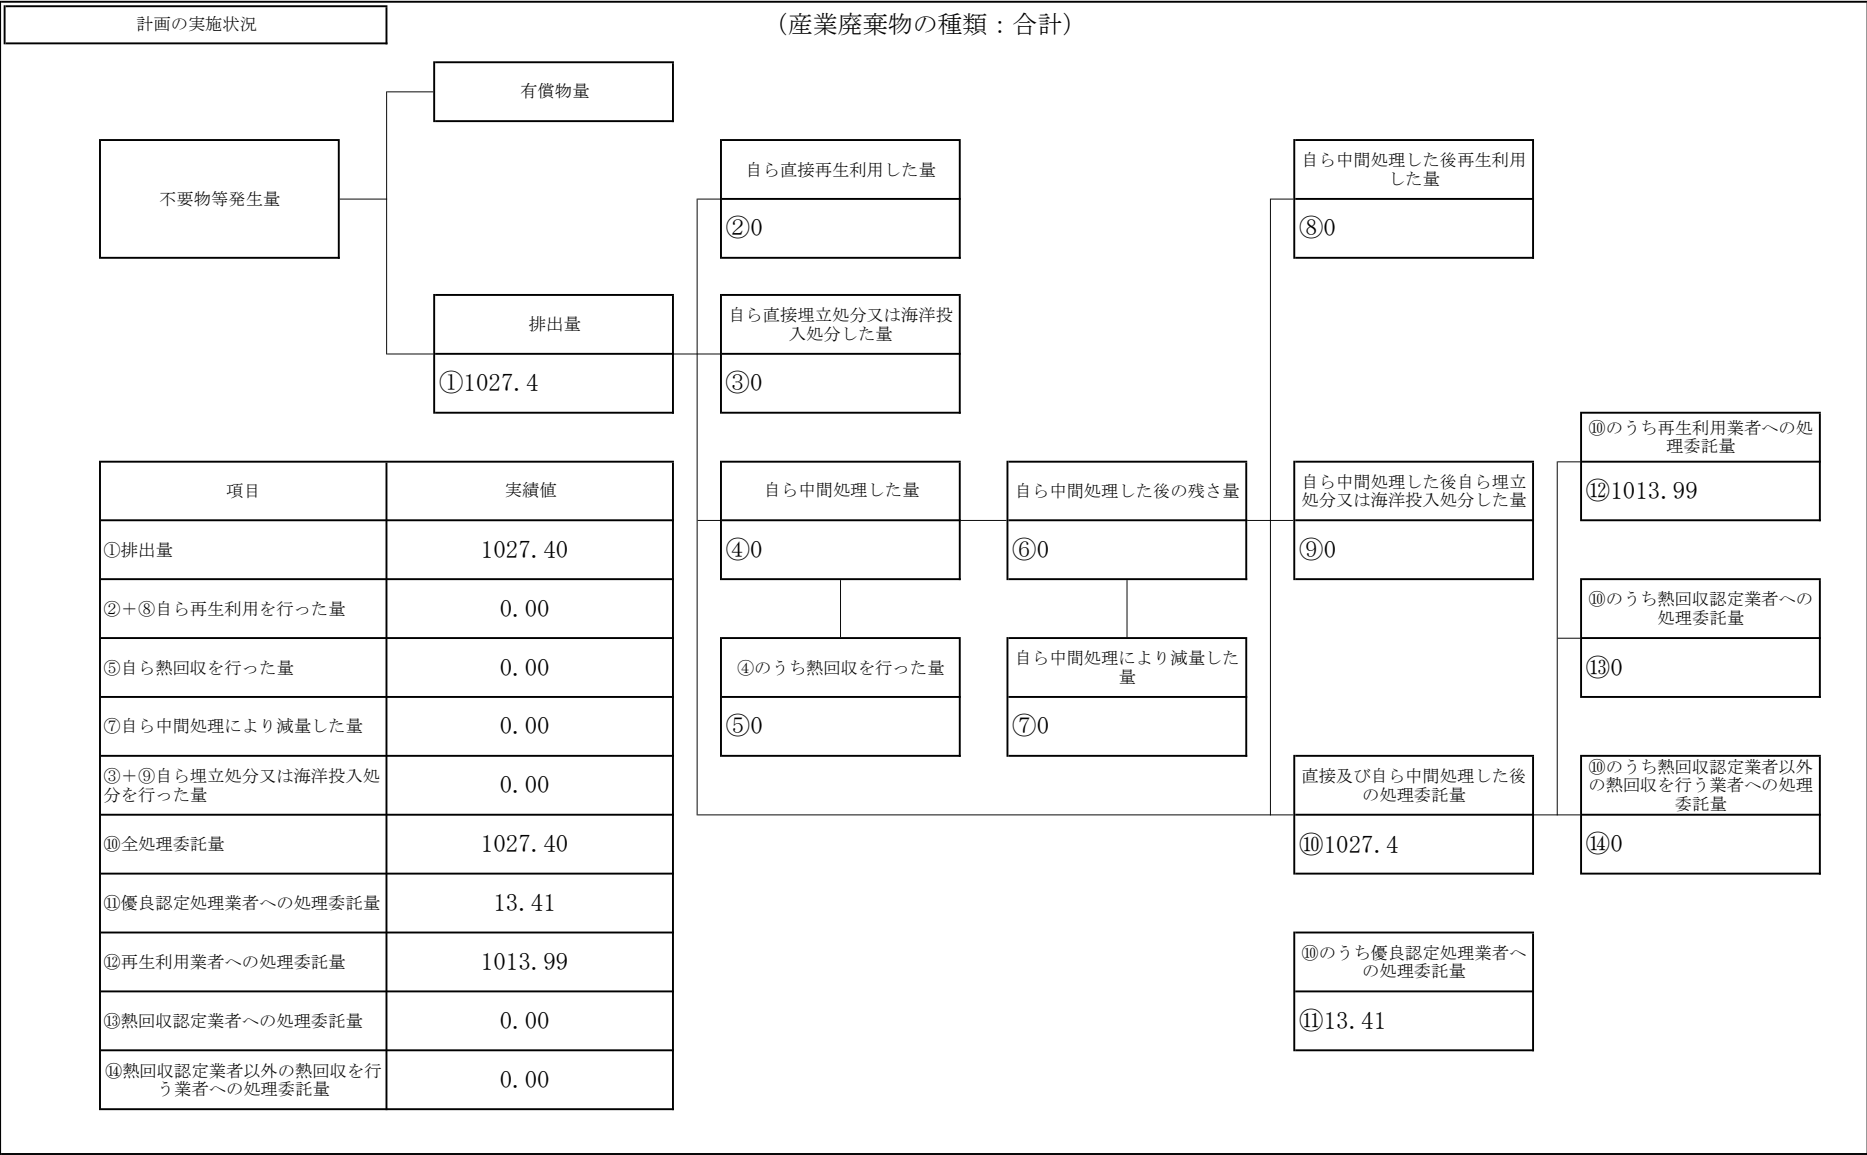 計画の実施状況
（産業廃棄物の種類：合計）
有償物量
不要物等発生量
自ら直接再生利用した量
②0
自ら中間処理した後再生利用
した量
⑧0
排出量
①1027.4
自ら直接埋立処分又は海洋投
入処分した量
③0
⑩のうち再生利用業者への処
理委託量
⑫1013.99
自ら中間処理した量
④0
自ら中間処理した後の残さ量
⑥0
自ら中間処理した後自ら埋立
処分又は海洋投入処分した量
⑨0
⑩のうち熱回収認定業者への
処理委託量
⑬0
④のうち熱回収を行った量
⑤0
自ら中間処理により減量した
量
⑦0
直接及び自ら中間処理した後
の処理委託量
⑩1027.4
⑩のうち熱回収認定業者以外
の熱回収を行う業者への処理
委託量
⑭0
⑩のうち優良認定処理業者へ
の処理委託量
⑪13.41
項目 実績値
①排出量 1027.40
②＋⑧自ら再生利用を行った量 0.00
⑤自ら熱回収を行った量 0.00
⑦自ら中間処理により減量した量 0.00
③＋⑨自ら埋立処分又は海洋投入処
分を行った量 0.00
⑩全処理委託量 1027.40
⑪優良認定処理業者への処理委託量 13.41
⑫再生利用業者への処理委託量 1013.99
⑬熱回収認定業者への処理委託量 0.00
⑭熱回収認定業者以外の熱回収を行
う業者への処理委託量 0.00